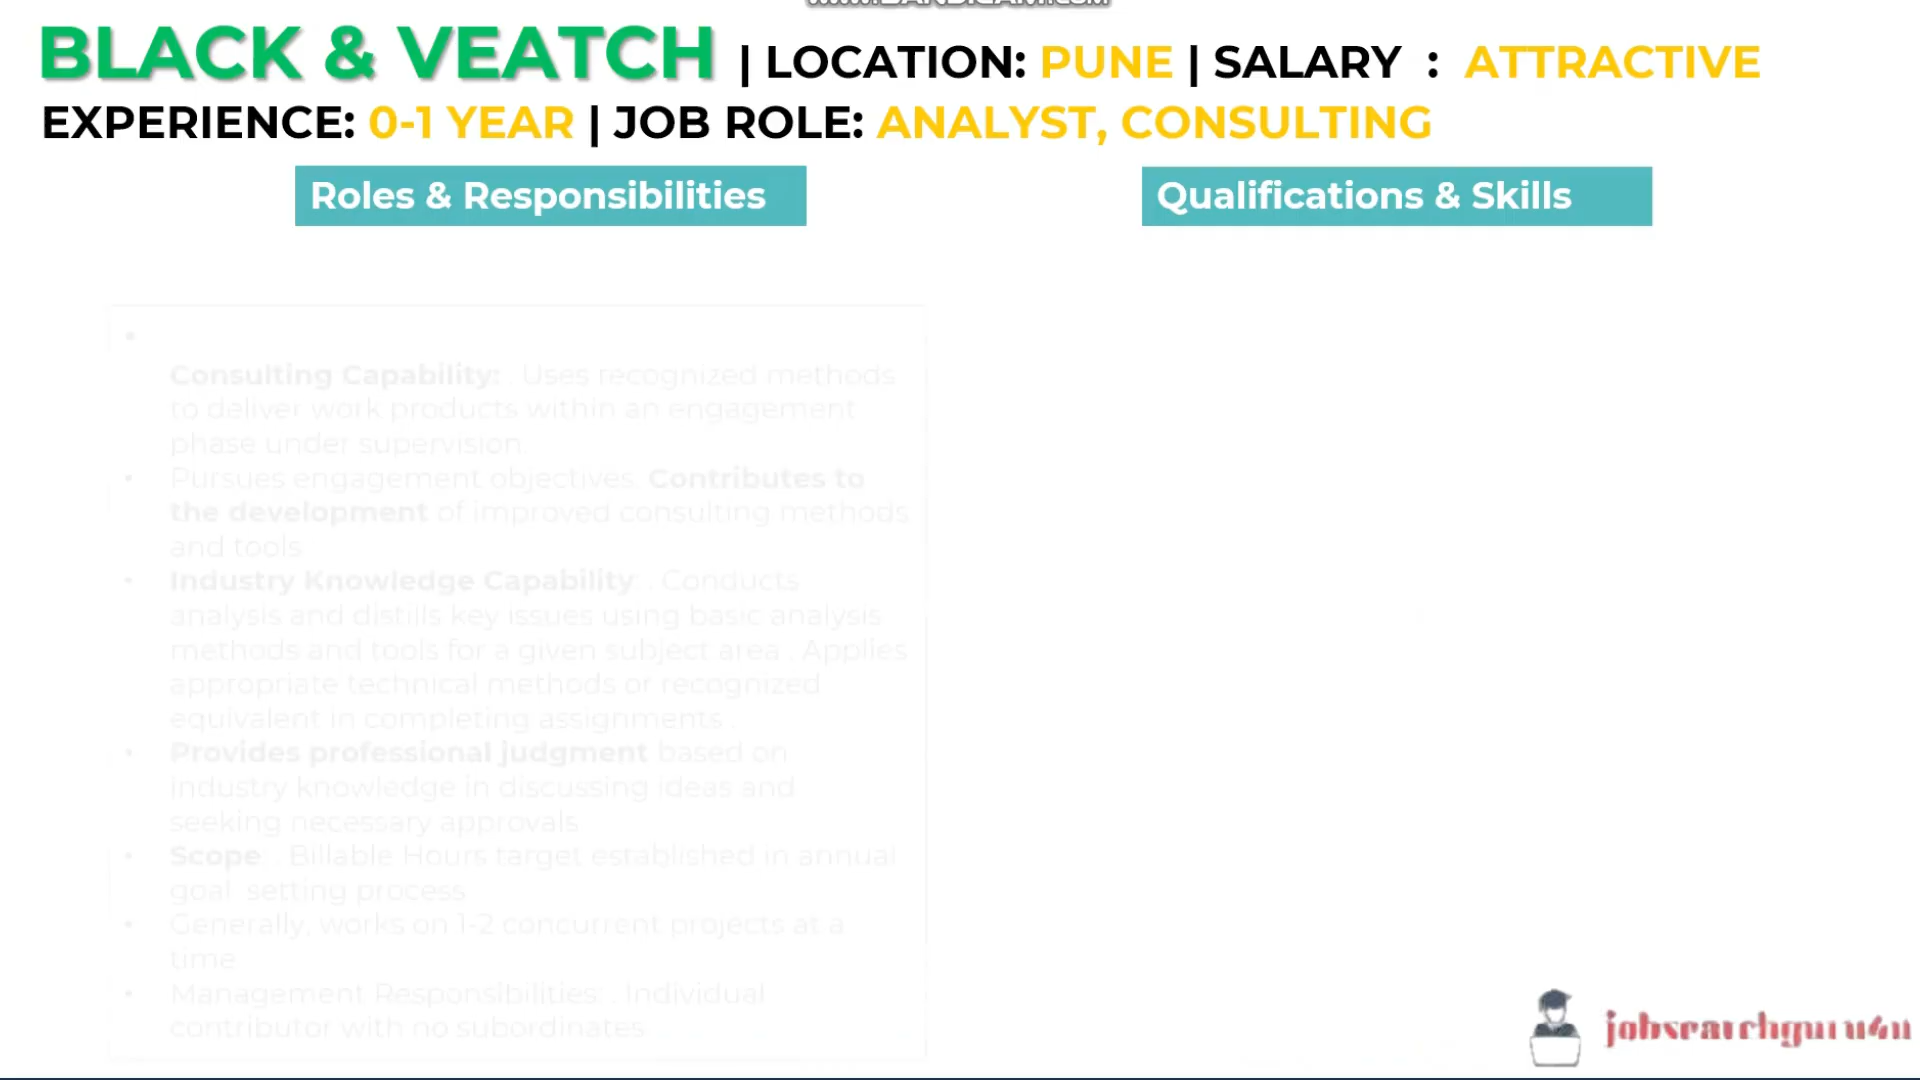 www.BANDICAM.com
BLACK & VEATCH | LOCATION: PUNE | SALARY : ATTRACTIVE
EXPERIENCE: 0-1 YEAR | JOB ROLE: ANALYST, CONSULTING
Roles & Responsibilities
Qualifications & Skills
•
Consulting Capability: . Uses recognized methods
to deliver work products within an engagement
phase under supervision.
• Pursues engagement objectives. Contributes to
the development of improved consulting methods
and tools
• Industry Knowledge Capability: . Conducts
analysis and distills key issues using basic analysis
methods and tools for a given subject area . Applies
appropriate technical methods or recognized
equivalent in completing assignments .
• Provides professional judgment based on
industry knowledge in discussing ideas and
seeking necessary approvals
• Scope: . Billable Hours target established in annual
goal setting process
• Generally, works on 1-2 concurrent projects at a
time
• Management Responsibilities: . Individual
contributor with no subordinates
jobsearchguru4u